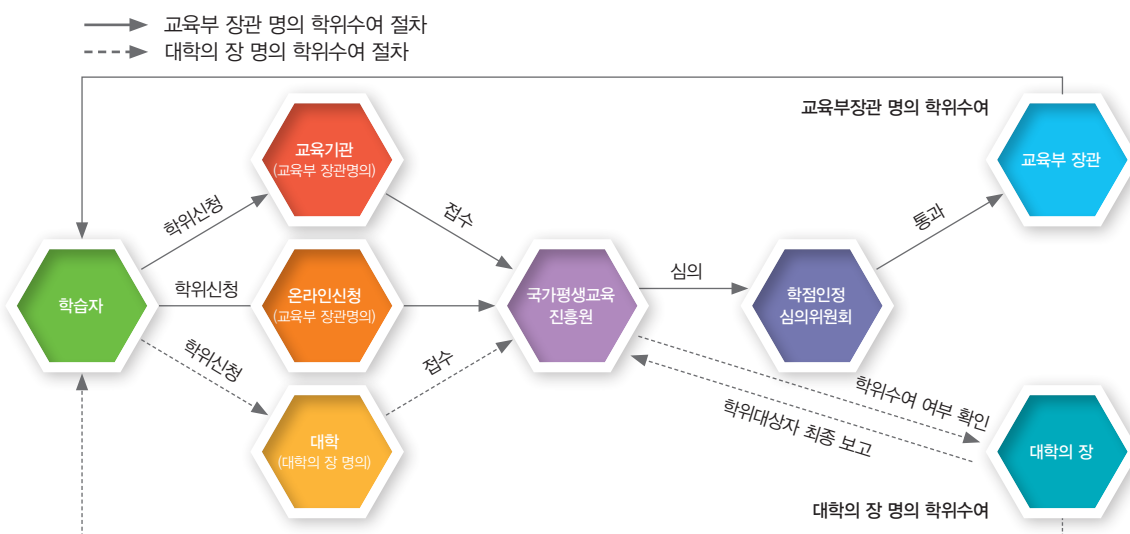 교육부 장관 명의 학위수여 절차
대학의 장 명의 학위수여 절차
교육부장관 명의 학위수여
교육기관
(교육부 장관명의)
교육부 장관
학위신청
접수
통과
학습자
학위신청
온라인신청
(교육부 장관명의)
국가평생교육
진흥원
심의
학점인정
심의위원회
학위신청
접수
학위수여 여부 확인
학위대상자 최종 보고
대학
(대학의 장 명의)
대학의 장
대학의 장 명의 학위수여